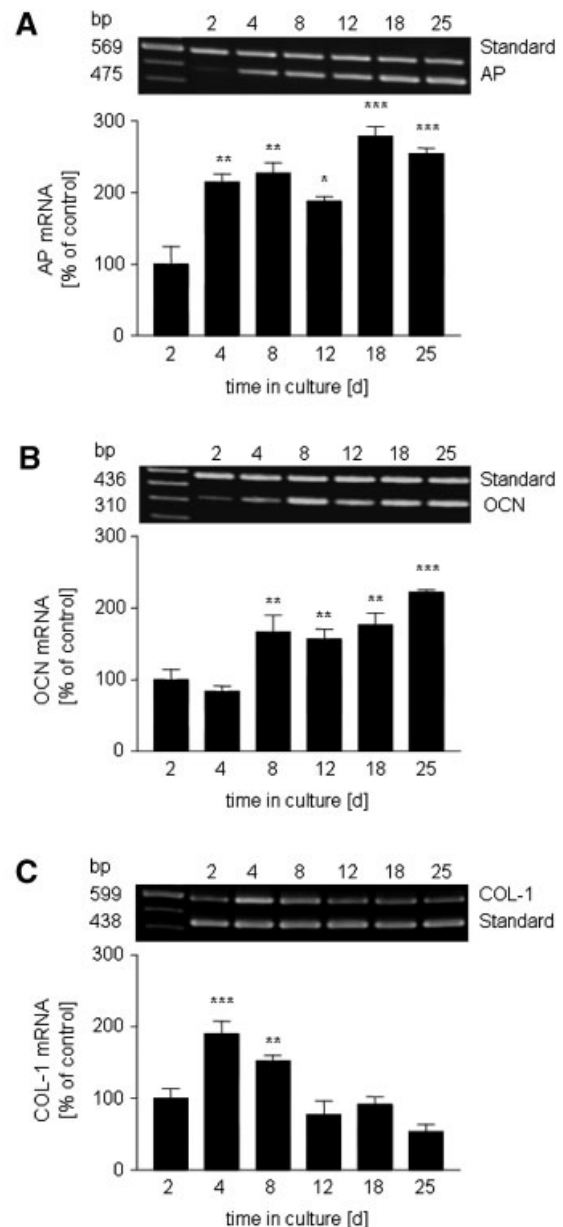 A
bp 2 4 8 12 18 25
569 Standard
475 AP
300
200
100
0
AP mRNA
[% of control]
** ** * *** ***
2 4 8 12 18 25
time in culture [d]
B
bp 2 4 8 12 18 25
436 Standard
310 OCN
300
200
100
0
OCN mRNA
[% of control]
** ** ** ***
2 4 8 12 18 25
time in culture [d]
C
bp 2 4 8 12 18 25
599 COL-1
438 Standard
300
200
100
0
COL-1 mRNA
[% of control]
*** **
2 4 8 12 18 25
time in culture [d]